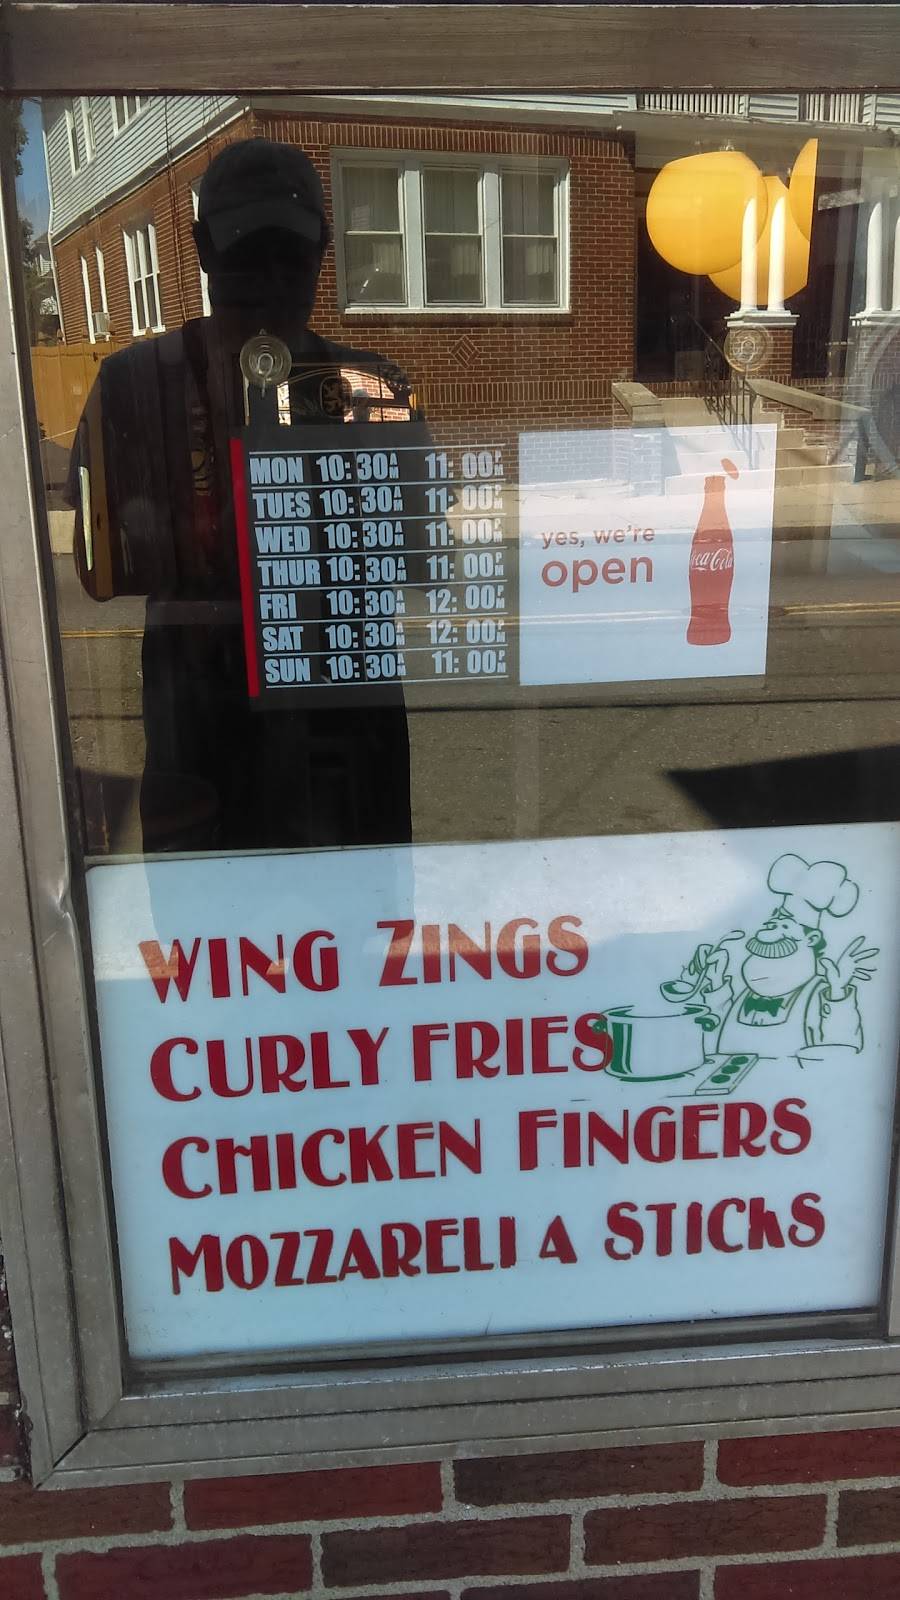 MON 10:30AM 11:00PM
TUES 10:30AM 11:00PM
WED 10:30AM 11:00PM
THUR 10:30AM 11:00PM
FRI 10:30AM 12:00PM
SAT 10:30AM 12:00PM
SUN 10:30AM 11:00PM
yes, we're
open
Coca-Cola
WING ZINGS
CURLY FRIES
CHICKEN FINGERS
MOZZARELLA STICKS